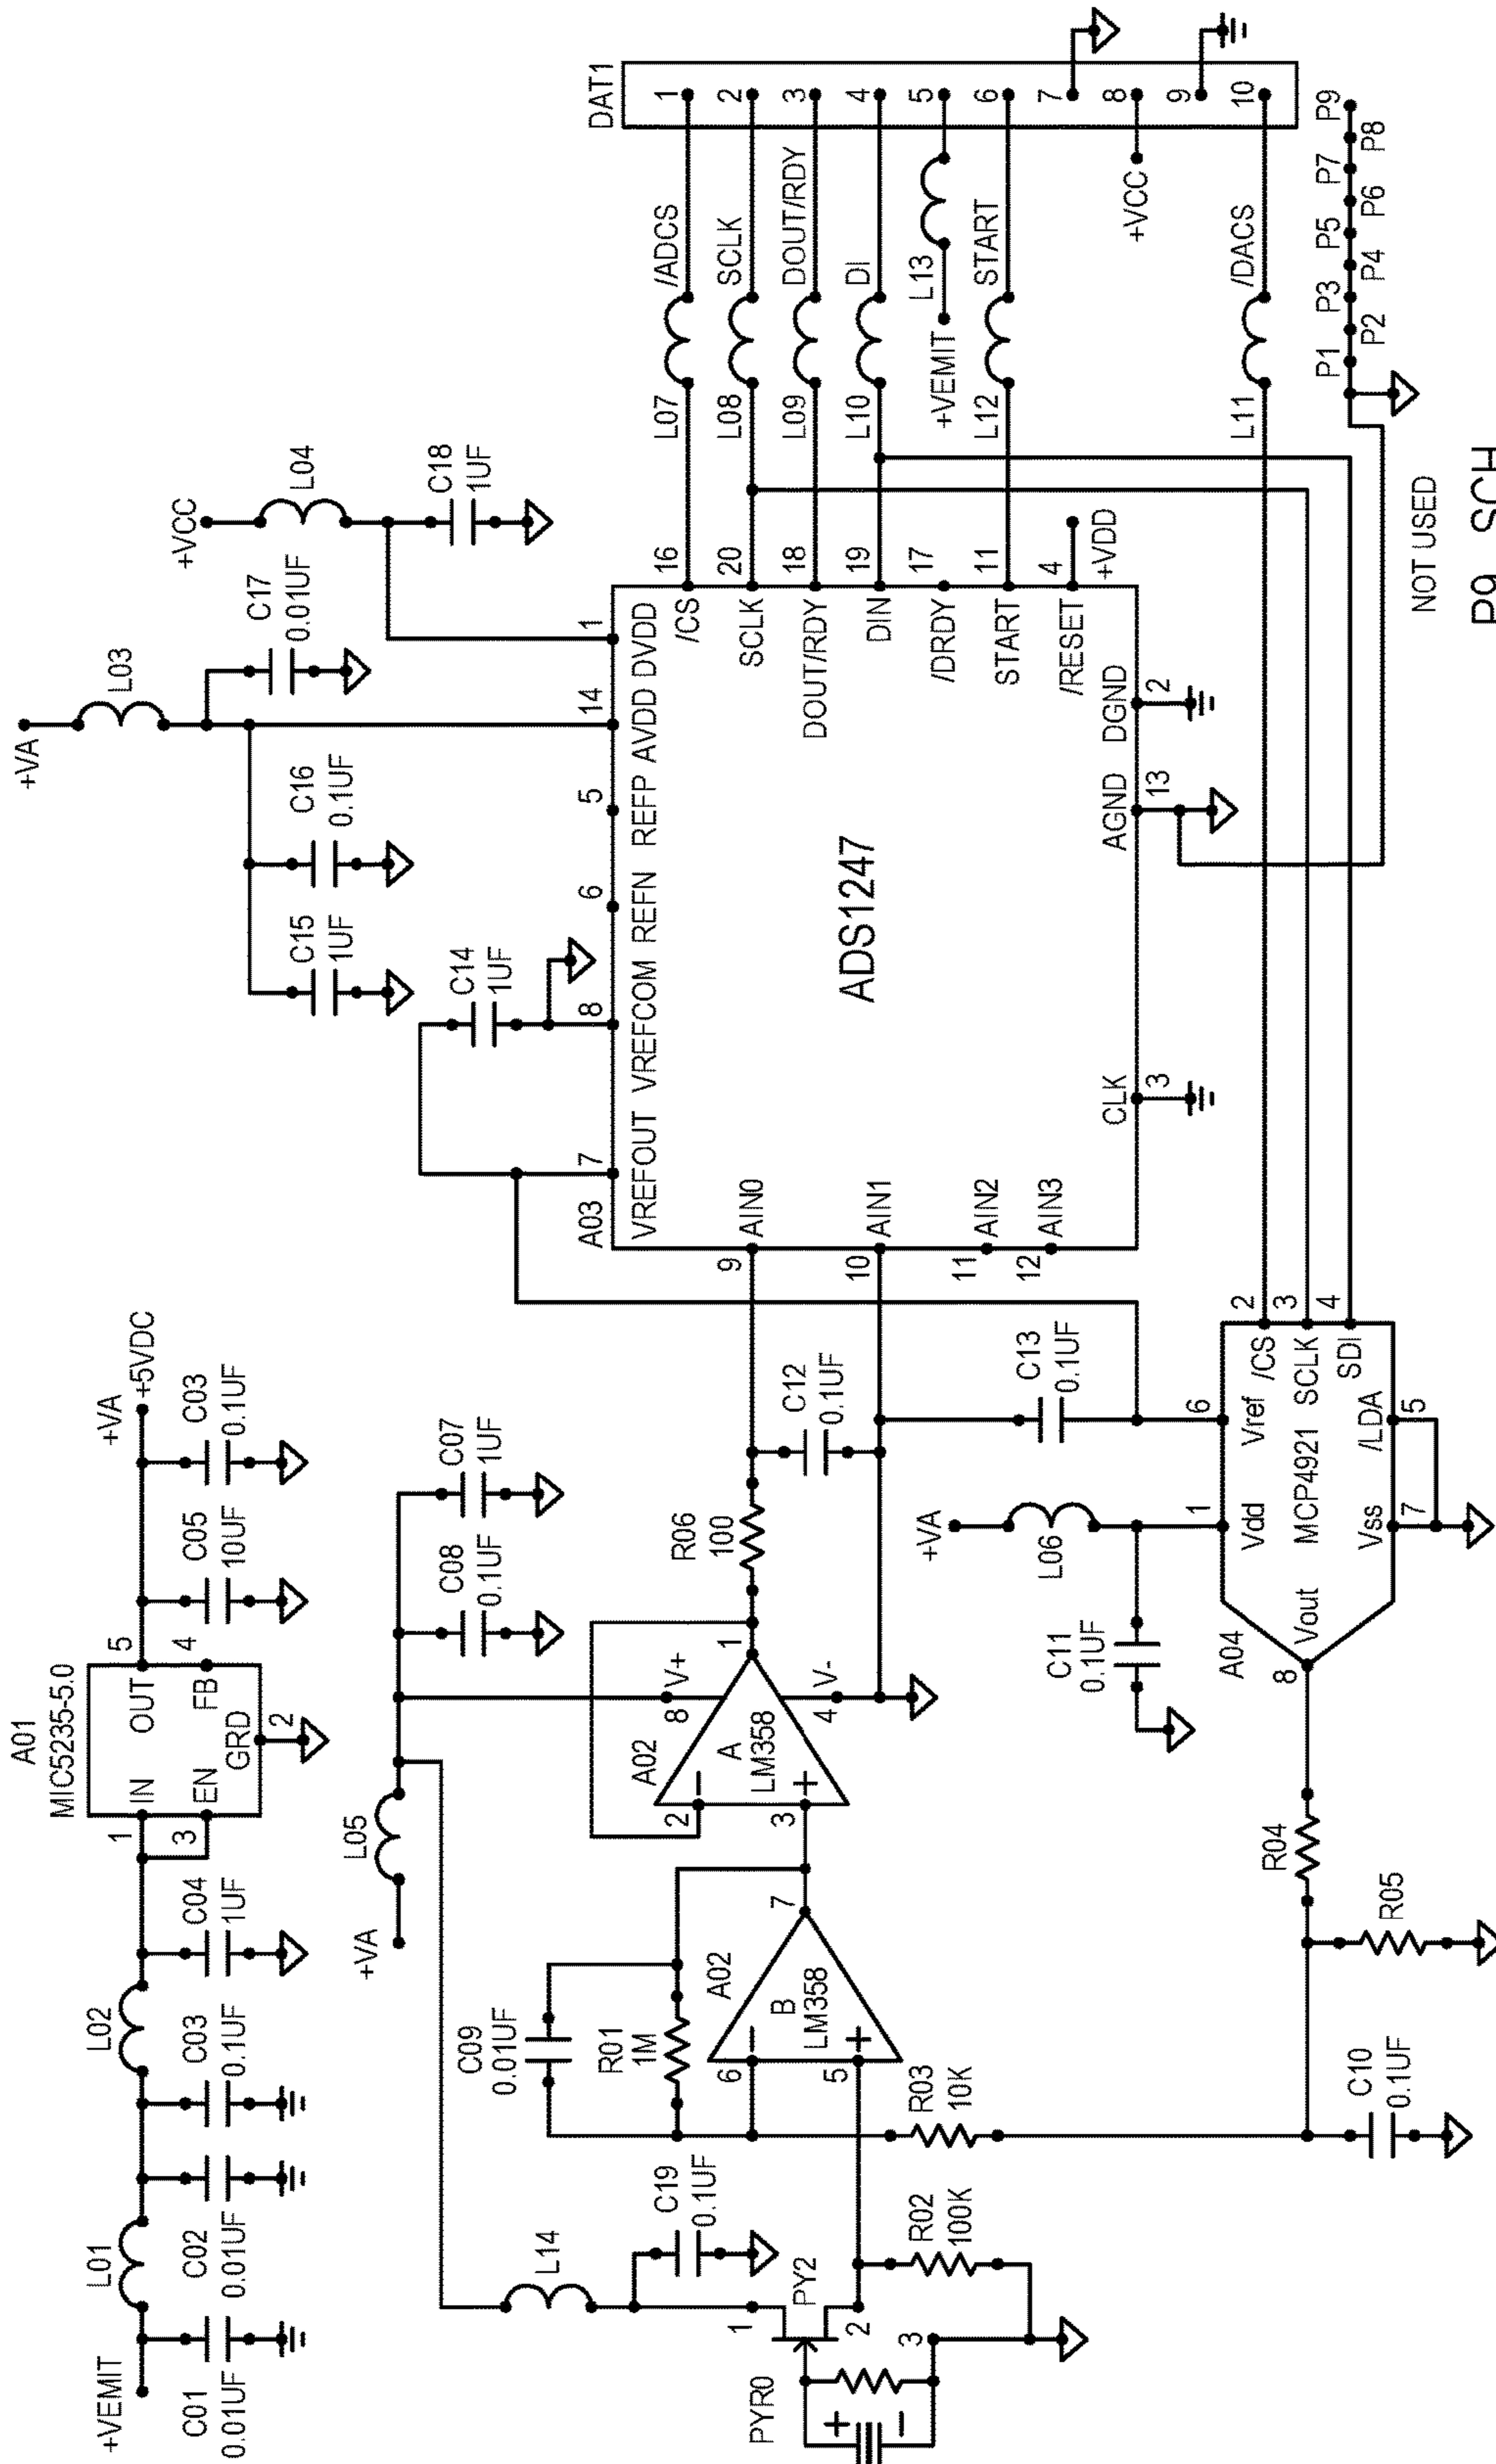 +VEMIT
L01
L02
C01
0.01UF
C02
0.01UF
C03
0.1UF
C04
1UF
A01
MIC5235-5.0
1
IN
OUT
5
3
EN
FB
4
GRD
2
C05
10UF
C03
0.1UF
+VA
+5VDC
+VA
L05
C08
0.1UF
C07
1UF
L14
C19
0.1UF
PYR0
PY2
1
2
3
+
−
R02
100K
R03
10K
C09
0.01UF
R01
1M
A02
B
LM358
6
−
5
+
7
A02
A
LM358
2
−
3
+
8
V+
1
4
V-
R06
100
C12
0.1UF
C13
0.1UF
C10
0.1UF
R05
R04
+VA
L06
C11
0.1UF
A04
8
Vout
1
Vdd
6
Vref
MCP4921
2
/CS
3
SCLK
4
SDI
/LDA
5
Vss
7
+VA
L03
C15
1UF
C16
0.1UF
C17
0.01UF
+VCC
L04
C18
1UF
C14
1UF
A03
7
VREFOUT
8
VREFCOM
6
REFN
5
REFP
14
AVDD
1
DVDD
ADS1247
9
AIN0
10
AIN1
11
AIN2
12
AIN3
CLK
3
AGND
13
DGND
2
/CS
16
SCLK
20
DOUT/RDY
18
DIN
19
/DRDY
17
START
11
/RESET
4
+VDD
L07
/ADCS
L08
SCLK
L09
DOUT/RDY
L10
DI
+VEMIT
L13
L12
START
+VCC
L11
/DACS
DAT1
1
2
3
4
5
6
7
8
9
10
P1
P2
P3
P4
P5
P6
P7
P8
P9
NOT USED
P9 SCH